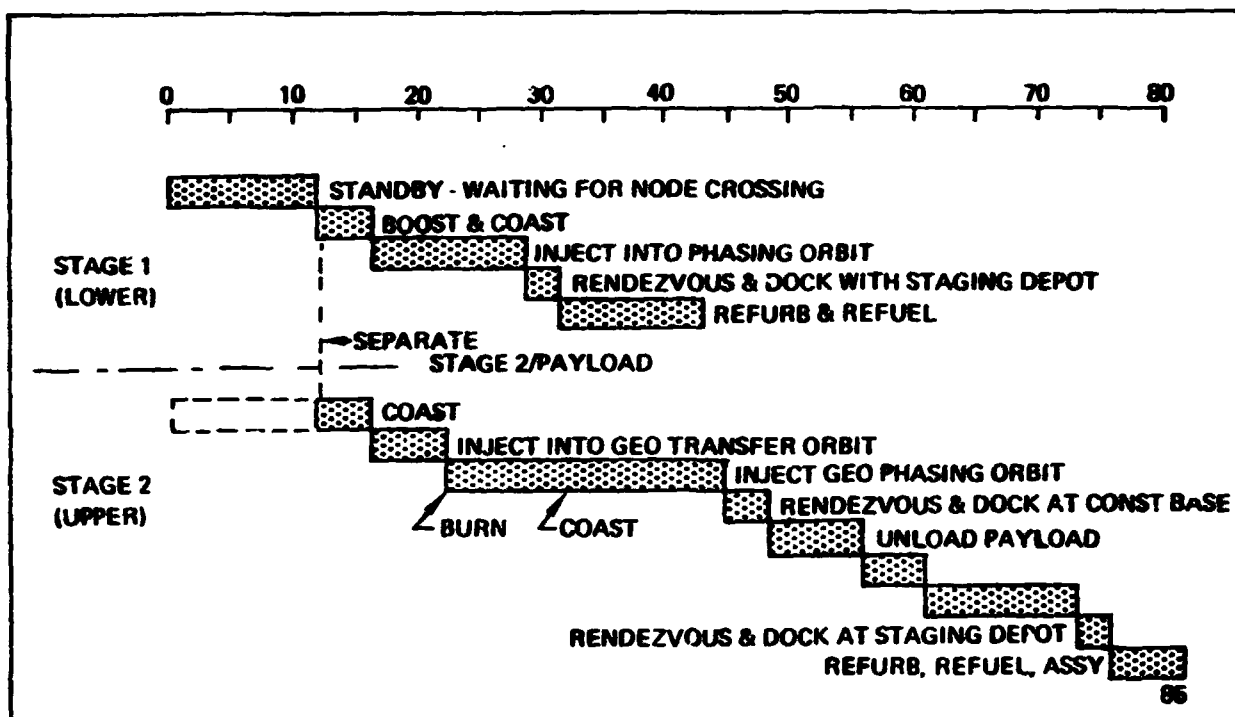 0 10 20 30 40 50 60 70 80
STANDBY - WAITING FOR NODE CROSSING
BOOST & COAST
STAGE 1
(LOWER)
INJECT INTO PHASING ORBIT
RENDEZVOUS & DOCK WITH STAGING DEPOT
REFURB & REFUEL
SEPARATE
STAGE 2/PAYLOAD
COAST
INJECT INTO GEO TRANSFER ORBIT
STAGE 2
(UPPER)
INJECT GEO PHASING ORBIT
RENDEZVOUS & DOCK AT CONST BASE
BURN
COAST
UNLOAD PAYLOAD
RENDEZVOUS & DOCK AT STAGING DEPOT
REFURB, REFUEL, ASSY
85